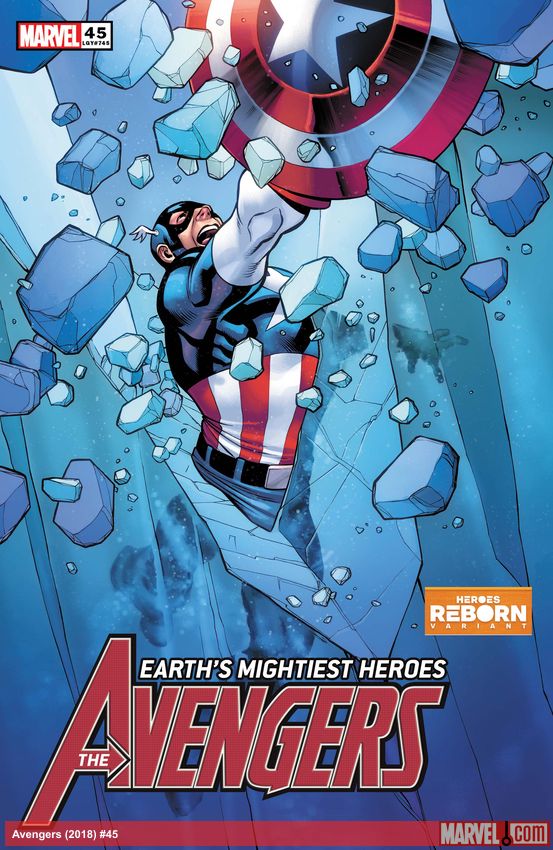 MARVEL
45
LGY#745
HEROES
REBORN
VARIANT
EARTH'S MIGHTIEST HEROES
THE AVENGERS
Avengers (2018) #45
MARVEL.com